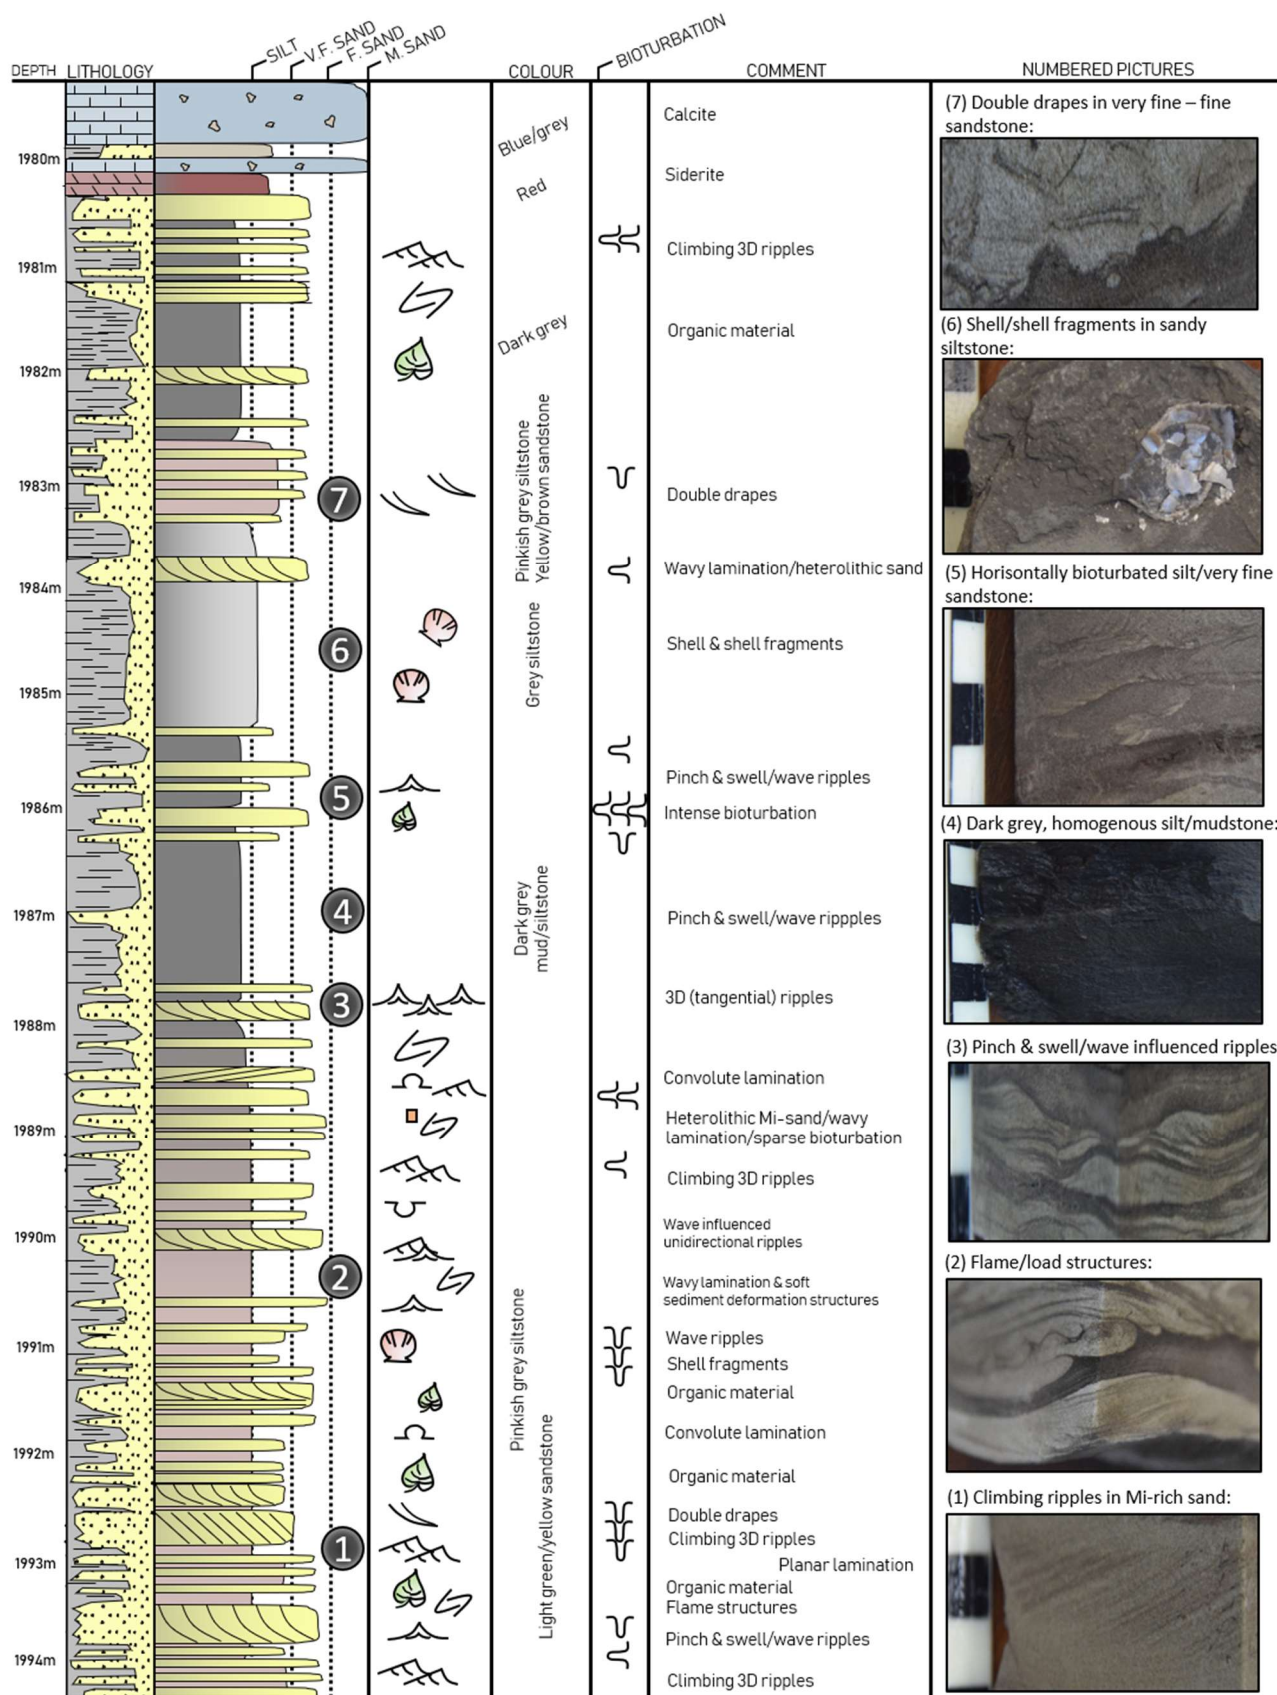 SILT
V.F. SAND
F. SAND
M. SAND
BIOTURBATION
DEPTH LITHOLOGY COLOUR COMMENT NUMBERED PICTURES
1980m
1981m
1982m
1983m
1984m
1985m
1986m
1987m
1988m
1989m
1990m
1991m
1992m
1993m
1994m
7
6
5
4
3
2
1
Blue/grey
Red
Dark grey
Pinkish grey siltstone
Yellow/brown sandstone
Grey siltstone
Dark grey
mud/siltstone
Pinkish grey siltstone
Light green/yellow sandstone
Calcite
Siderite
Climbing 3D ripples
Organic material
Double drapes
Wavy lamination/heterolithic sand
Shell & shell fragments
Pinch & swell/wave ripples
Intense bioturbation
Pinch & swell/wave rippples
3D (tangential) ripples
Convolute lamination
Heterolithic Mi-sand/wavy
lamination/sparse bioturbation
Climbing 3D ripples
Wave influenced
unidirectional ripples
Wavy lamination & soft
sediment deformation structures
Wave ripples
Shell fragments
Organic material
Convolute lamination
Organic material
Double drapes
Climbing 3D ripples
Planar lamination
Organic material
Flame structures
Pinch & swell/wave ripples
Climbing 3D ripples
(7) Double drapes in very fine – fine
sandstone:
(6) Shell/shell fragments in sandy
siltstone:
(5) Horisontally bioturbated silt/very fine
sandstone:
(4) Dark grey, homogenous silt/mudstone:
(3) Pinch & swell/wave influenced ripples
(2) Flame/load structures:
(1) Climbing ripples in Mi-rich sand: